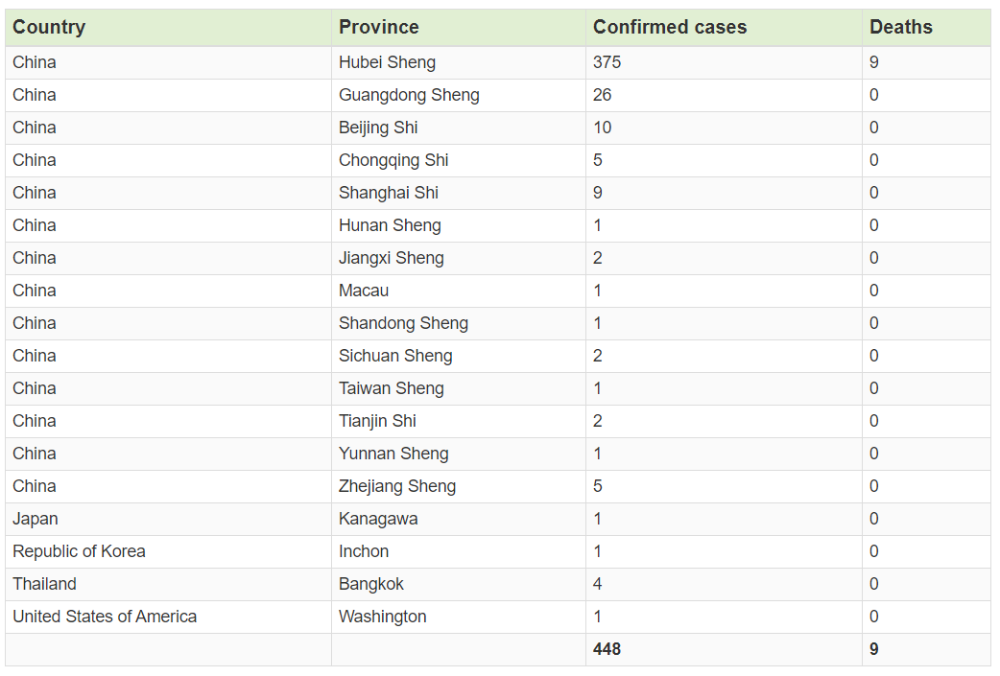 Country Province Confirmed cases Deaths
China Hubei Sheng 375 9
China Guangdong Sheng 26 0
China Beijing Shi 10 0
China Chongqing Shi 5 0
China Shanghai Shi 9 0
China Hunan Sheng 1 0
China Jiangxi Sheng 2 0
China Macau 1 0
China Shandong Sheng 1 0
China Sichuan Sheng 2 0
China Taiwan Sheng 1 0
China Tianjin Shi 2 0
China Yunnan Sheng 1 0
China Zhejiang Sheng 5 0
Japan Kanagawa 1 0
Republic of Korea Inchon 1 0
Thailand Bangkok 4 0
United States of America Washington 1 0
448 9